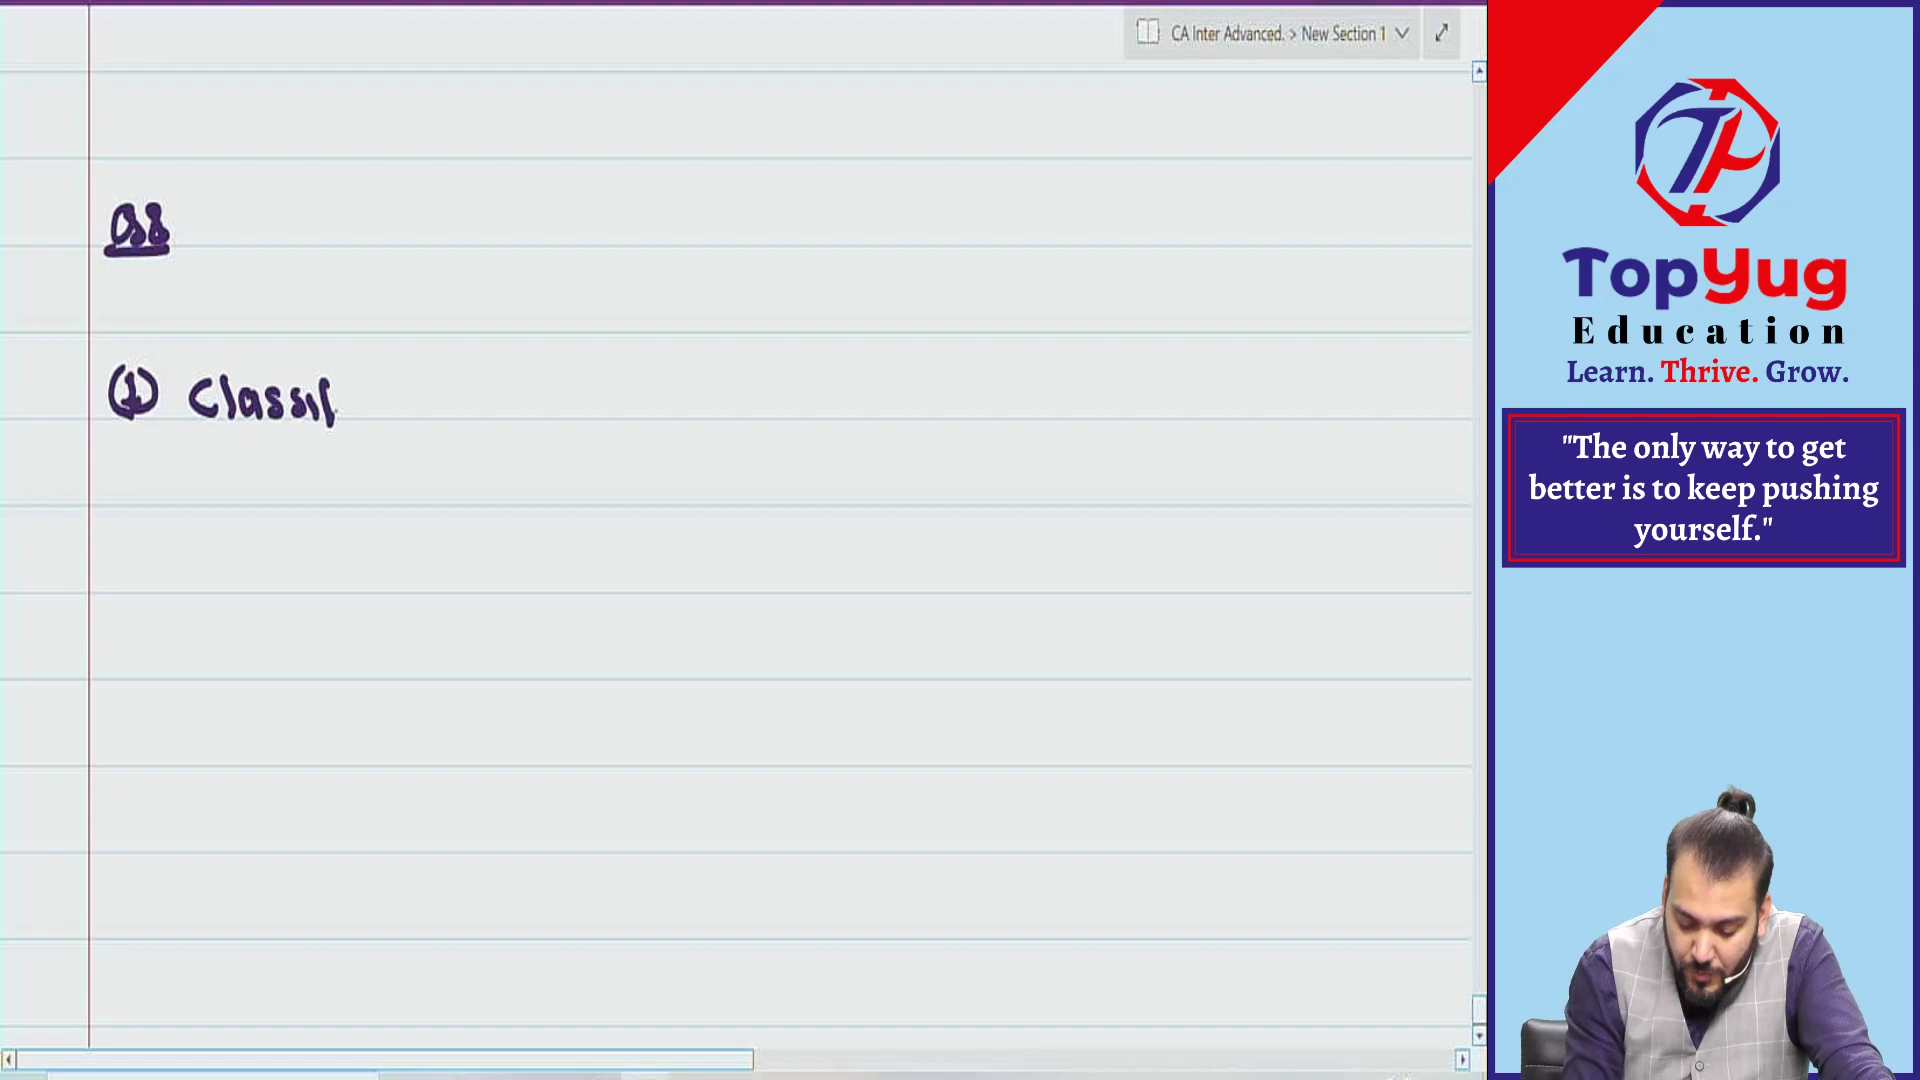 CA Inter Advanced. > New Section 1
(1) Classif
TopYug
Education
Learn. Thrive. Grow.
"The only way to get
better is to keep pushing
yourself."